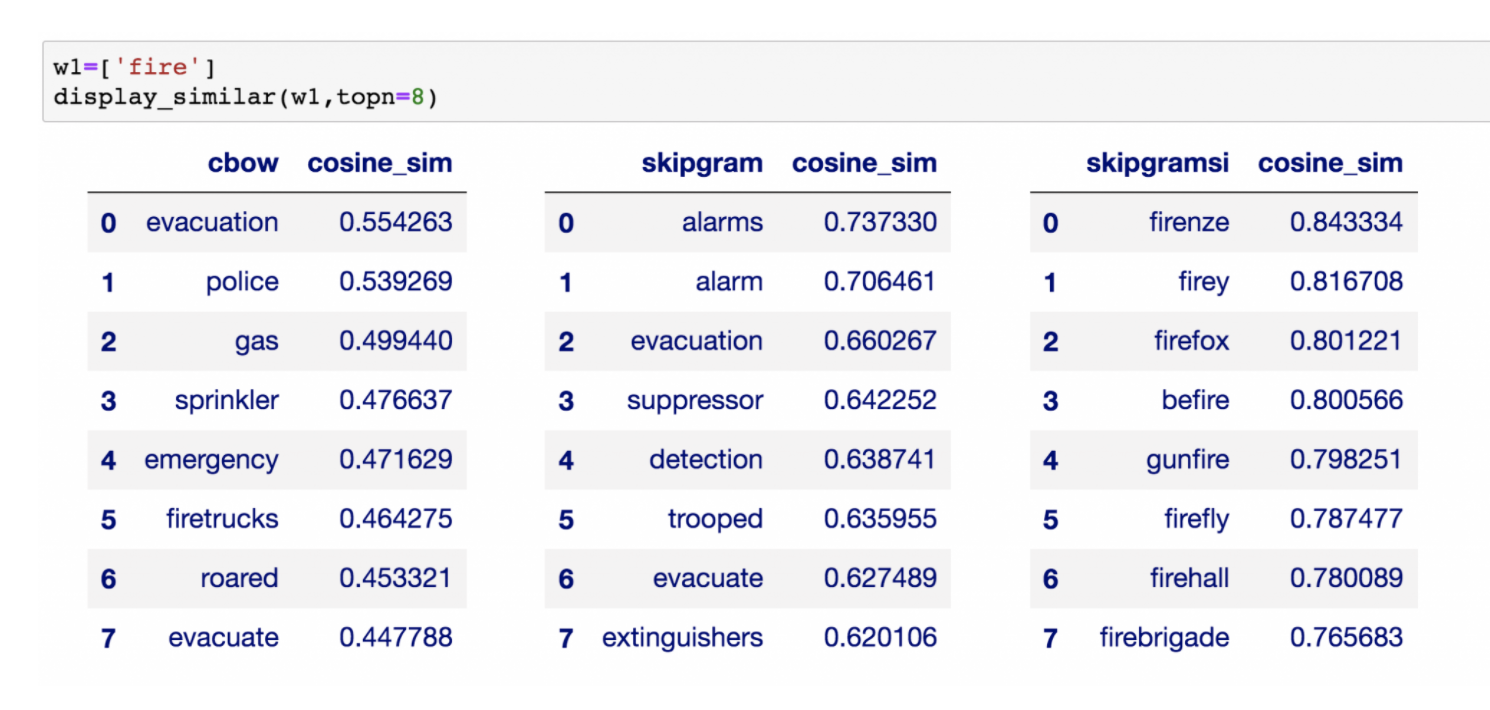 w1=['fire']
display_similar(w1,topn=8)
cbow cosine_sim skipgram cosine_sim skipgramsi cosine_sim
0 evacuation 0.554263 0 alarms 0.737330 0 firenze 0.843334
1 police 0.539269 1 alarm 0.706461 1 firey 0.816708
2 gas 0.499440 2 evacuation 0.660267 2 firefox 0.801221
3 sprinkler 0.476637 3 suppressor 0.642252 3 befire 0.800566
4 emergency 0.471629 4 detection 0.638741 4 gunfire 0.798251
5 firetrucks 0.464275 5 trooped 0.635955 5 firefly 0.787477
6 roared 0.453321 6 evacuate 0.627489 6 firehall 0.780089
7 evacuate 0.447788 7 extinguishers 0.620106 7 firebrigade 0.765683